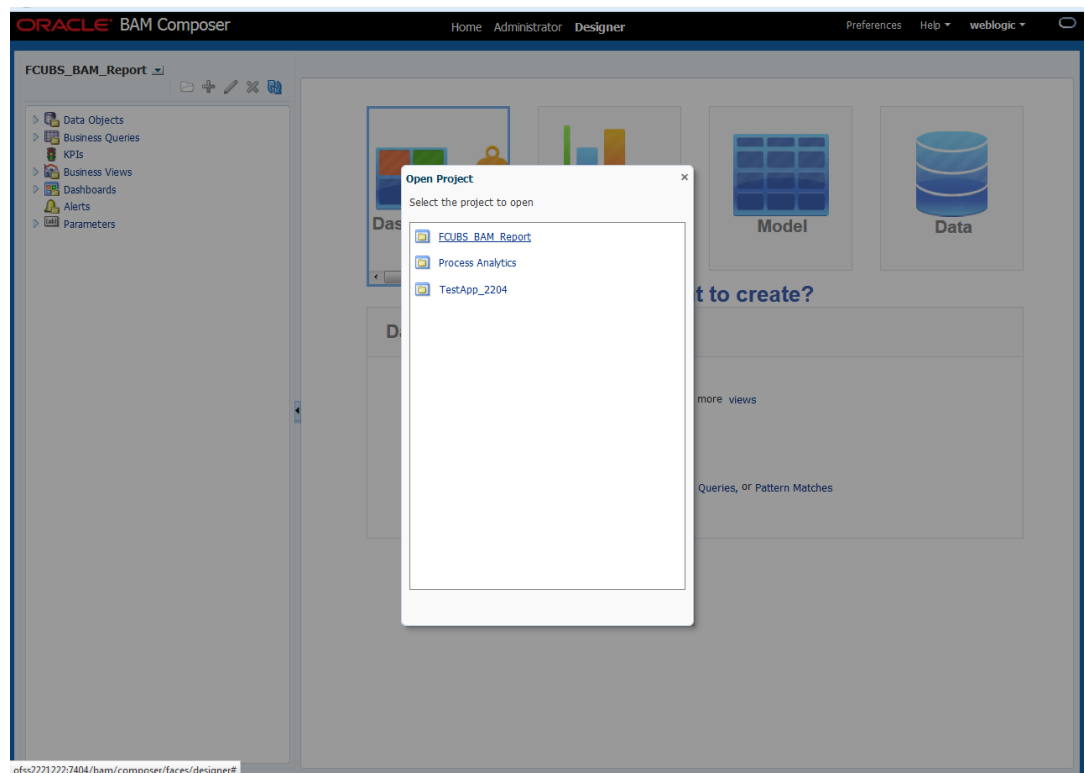 ORACLE BAM Composer
Home Administrator Designer
Preferences Help weblogic
FCUBS_BAM_Report
Data Objects
Business Queries
KPIs
Business Views
Dashboards
Alerts
Parameters
Das
Model
Data
t to create?
D
more views
Queries, or Pattern Matches
Open Project
Select the project to open
FCUBS_BAM_Report
Process Analytics
TestApp_2204
ofss2221222:7404/bam/composer/faces/designer#